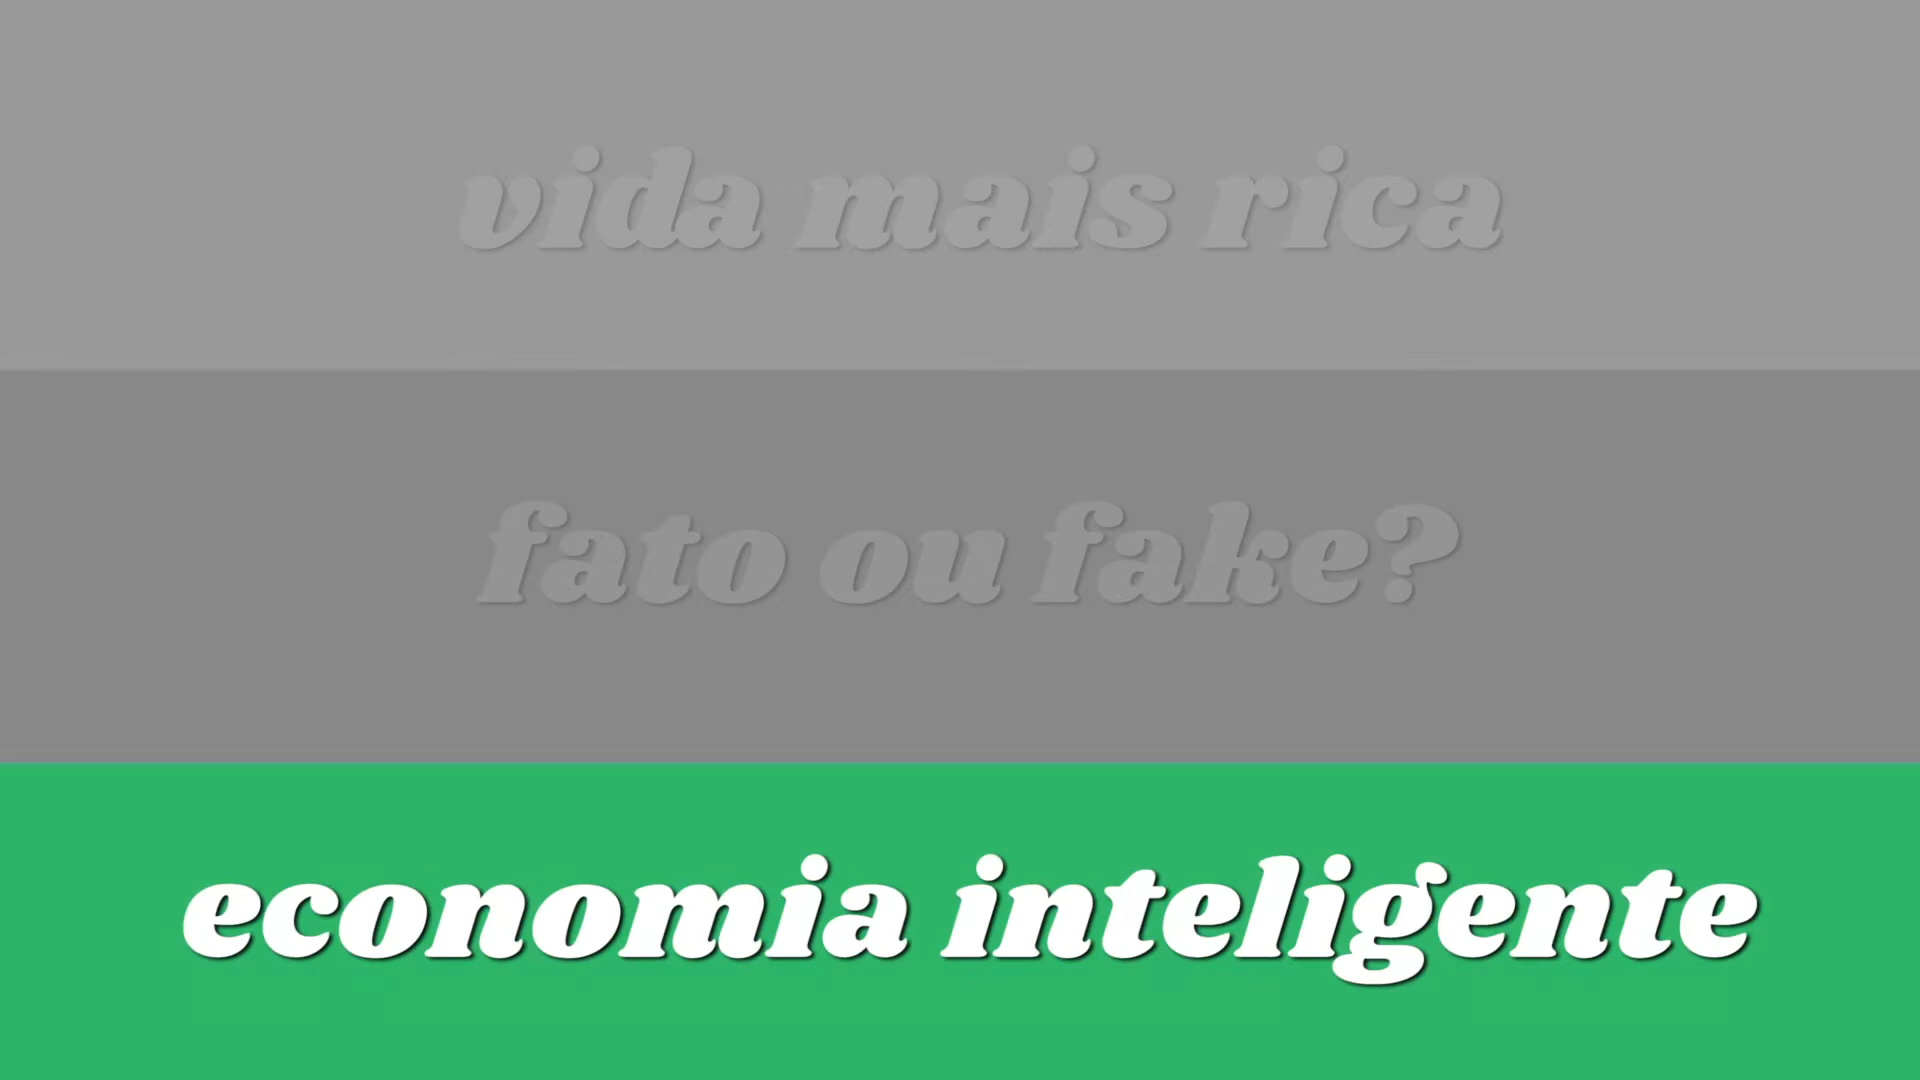 vida mais rica
fato ou fake?
economia inteligente